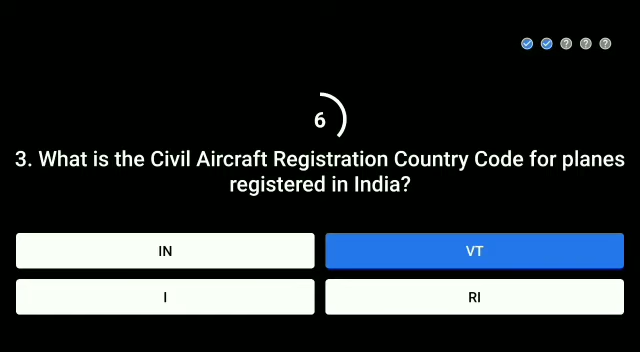 6
3. What is the Civil Aircraft Registration Country Code for planes
registered in India?
IN
VT
I
RI